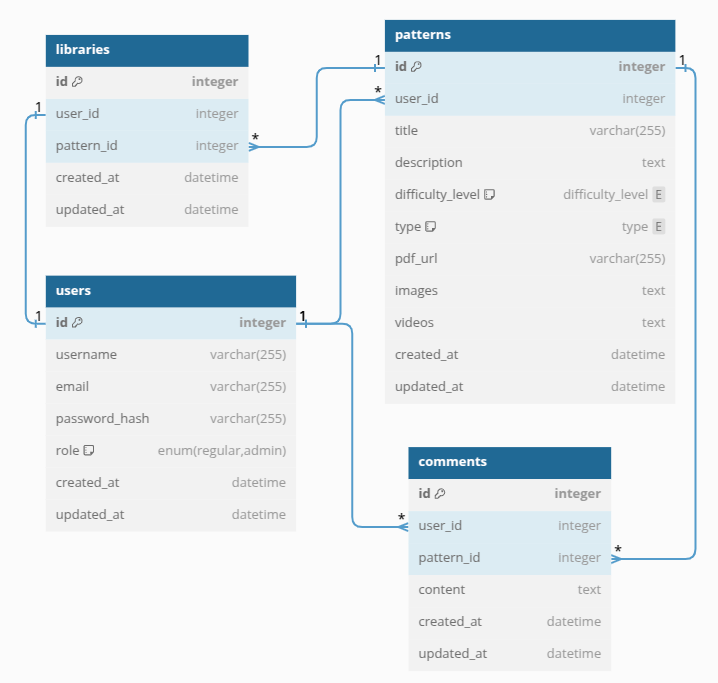 libraries
id integer
user_id integer
pattern_id integer
created_at datetime
updated_at datetime
1
*
1
users
id integer
username varchar(255)
email varchar(255)
password_hash varchar(255)
role enum(regular,admin)
created_at datetime
updated_at datetime
1
patterns
1 id integer 1
* user_id integer
title varchar(255)
description text
difficulty_level difficulty_level E
type type E
pdf_url varchar(255)
images text
videos text
created_at datetime
updated_at datetime
comments
id integer
* user_id integer
pattern_id integer *
content text
created_at datetime
updated_at datetime